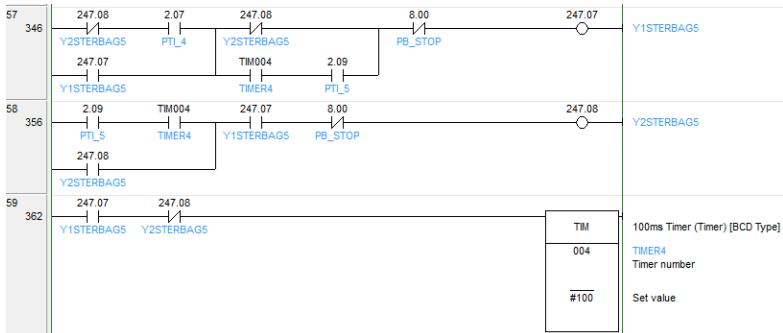 57
346
247.08 2.07 247.08 8.00 247.07
Y2STERBAG5 PTI_4 Y2STERBAG5 PB_STOP Y1STERBAG5
247.07 TIM004 2.09
Y1STERBAG5 TIMER4 PTI_5
58
356
2.09 TIM004 247.07 8.00 247.08
PTI_5 TIMER4 Y1STERBAG5 PB_STOP Y2STERBAG5
247.08
Y2STERBAG5
59
362
247.07 247.08
Y1STERBAG5 Y2STERBAG5
TIM 100ms Timer (Timer) [BCD Type]
004 TIMER4
Timer number
#100 Set value